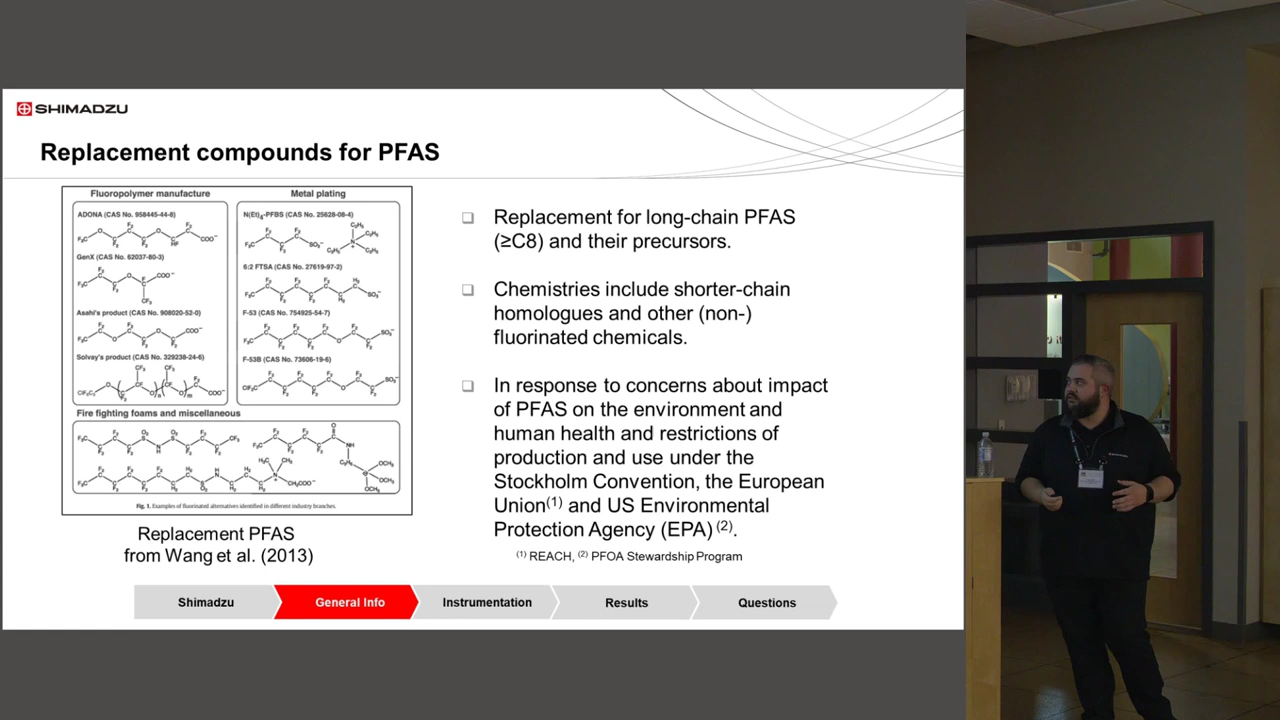 SHIMADZU
Replacement compounds for PFAS
Fluoropolymer manufacture
ADONA (CAS No. 958445-44-8)
GenX (CAS No. 62037-80-3)
Asahi's product (CAS No. 908020-52-0)
Solvay's product (CAS No. 329238-24-6)
Metal plating
N(Et)₄-PFBS (CAS No. 25628-08-4)
6:2 FTSA (CAS No. 27619-97-2)
F-53 (CAS No. 754925-54-7)
F-53B (CAS No. 73606-19-6)
Fire fighting foams and miscellaneous
Fig. 1. Examples of fluorinated alternatives identified in different industry branches.
Replacement PFAS
from Wang et al. (2013)
Replacement for long-chain PFAS
(≥C8) and their precursors.
Chemistries include shorter-chain
homologues and other (non-)
fluorinated chemicals.
In response to concerns about impact
of PFAS on the environment and
human health and restrictions of
production and use under the
Stockholm Convention, the European
Union(1) and US Environmental
Protection Agency (EPA) (2).
(1) REACH, (2) PFOA Stewardship Program
Shimadzu
General Info
Instrumentation
Results
Questions